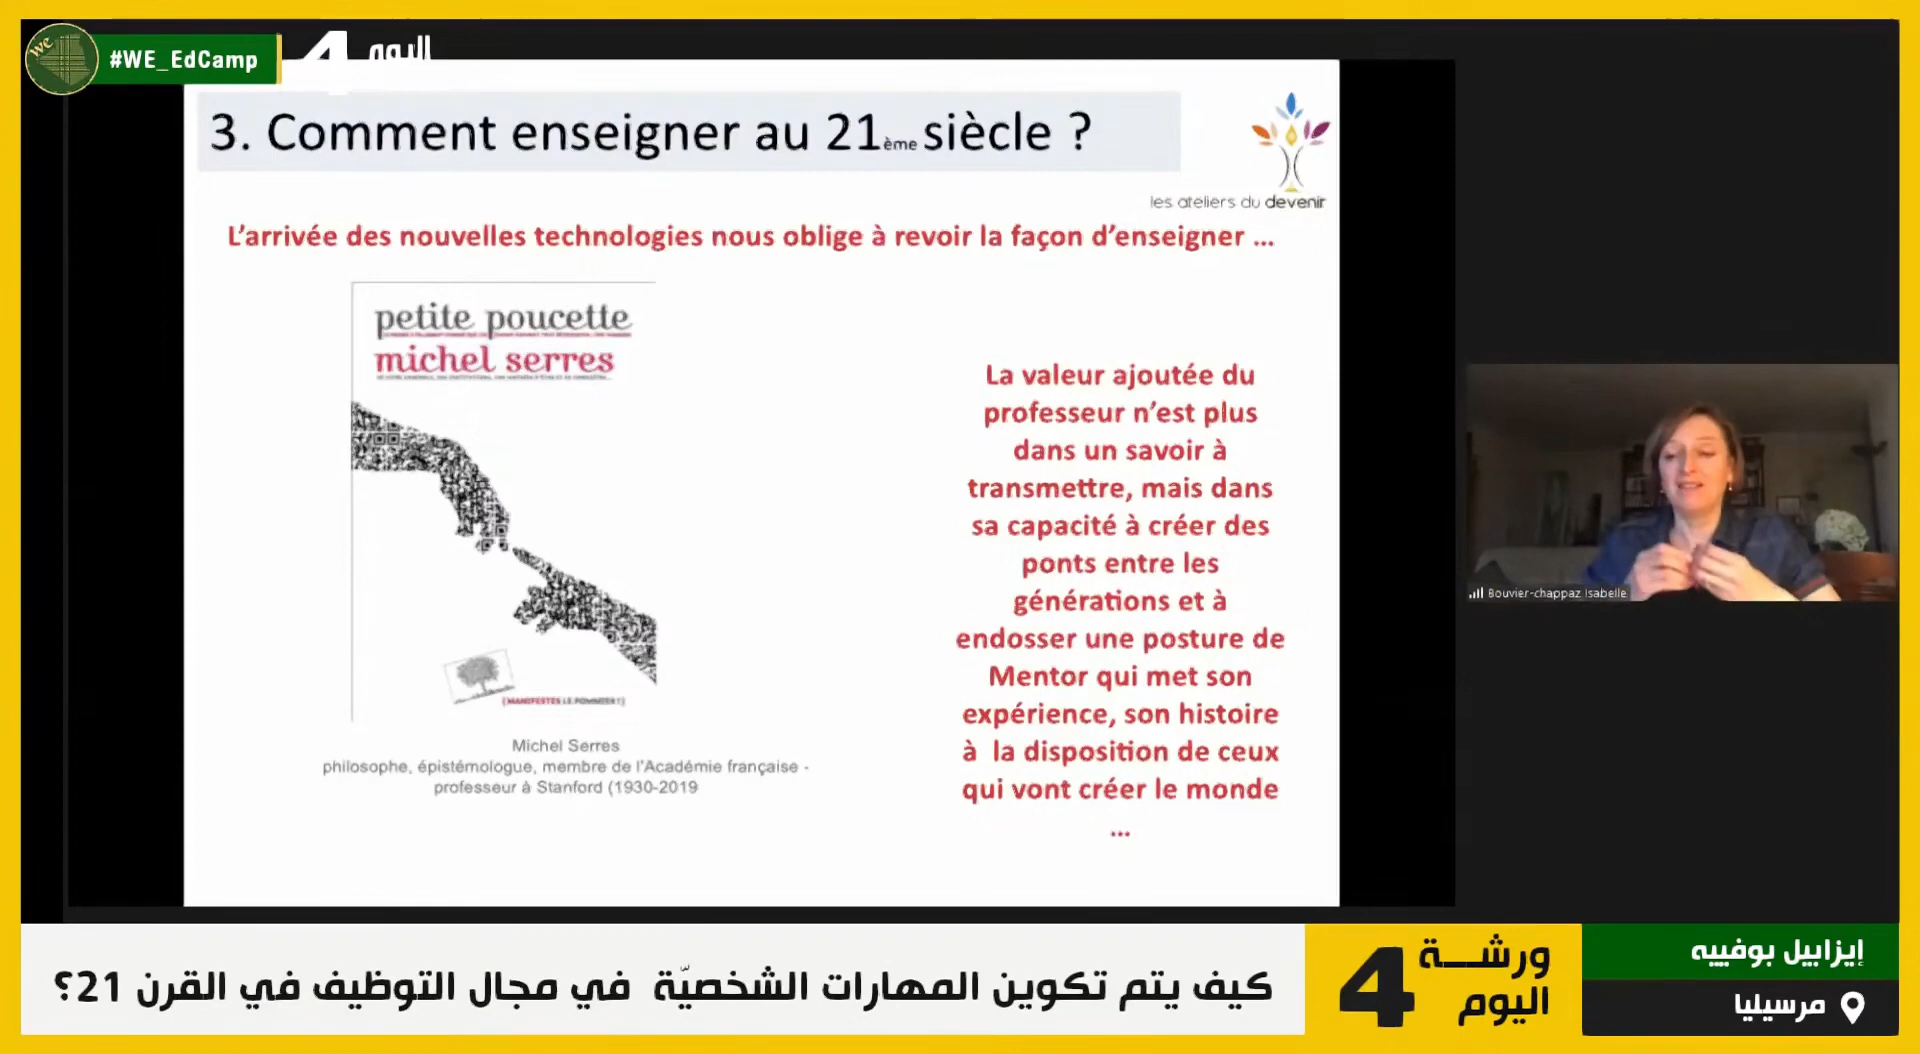 we
#WE_EdCamp
اليوم 4
3. Comment enseigner au 21ème siècle ?
les ateliers du devenir
L'arrivée des nouvelles technologies nous oblige à revoir la façon d'enseigner ...
petite poucette
michel serres
(MANIFESTES LE POMMIER !)
Michel Serres
philosophe, épistémologue, membre de l'Académie française -
professeur à Stanford (1930-2019
La valeur ajoutée du
professeur n'est plus
dans un savoir à
transmettre, mais dans
sa capacité à créer des
ponts entre les
générations et à
endosser une posture de
Mentor qui met son
expérience, son histoire
à la disposition de ceux
qui vont créer le monde
...
Bouvier-chappaz Isabelle
إيزابيل بوفييه
مرسيليا
ورشـــة
اليوم 4
كيف يتم تكوين المهارات الشخصيّة في مجال التوظيف في القرن 21؟